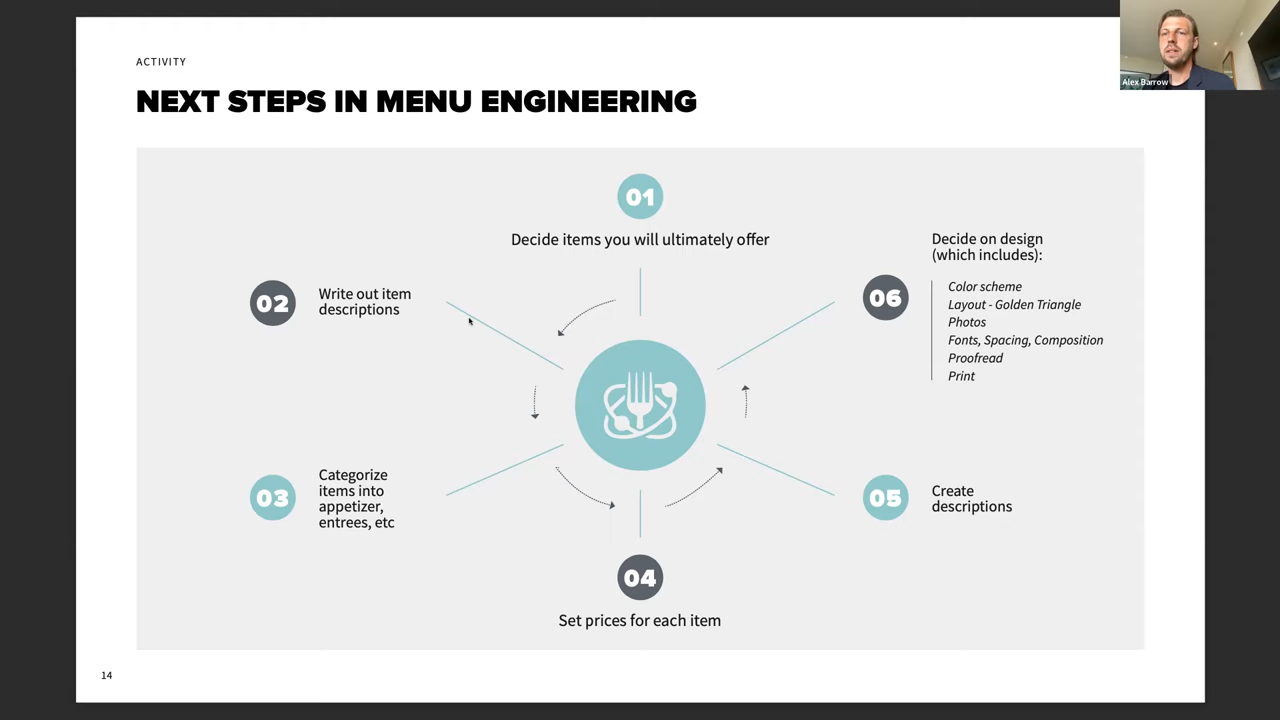 ACTIVITY
NEXT STEPS IN MENU ENGINEERING
Alex Barrow
01
Decide items you will ultimately offer
02
Write out item
descriptions
03
Categorize
items into
appetizer,
entrees, etc
04
Set prices for each item
05
Create
descriptions
06
Decide on design
(which includes):
Color scheme
Layout - Golden Triangle
Photos
Fonts, Spacing, Composition
Proofread
Print
14